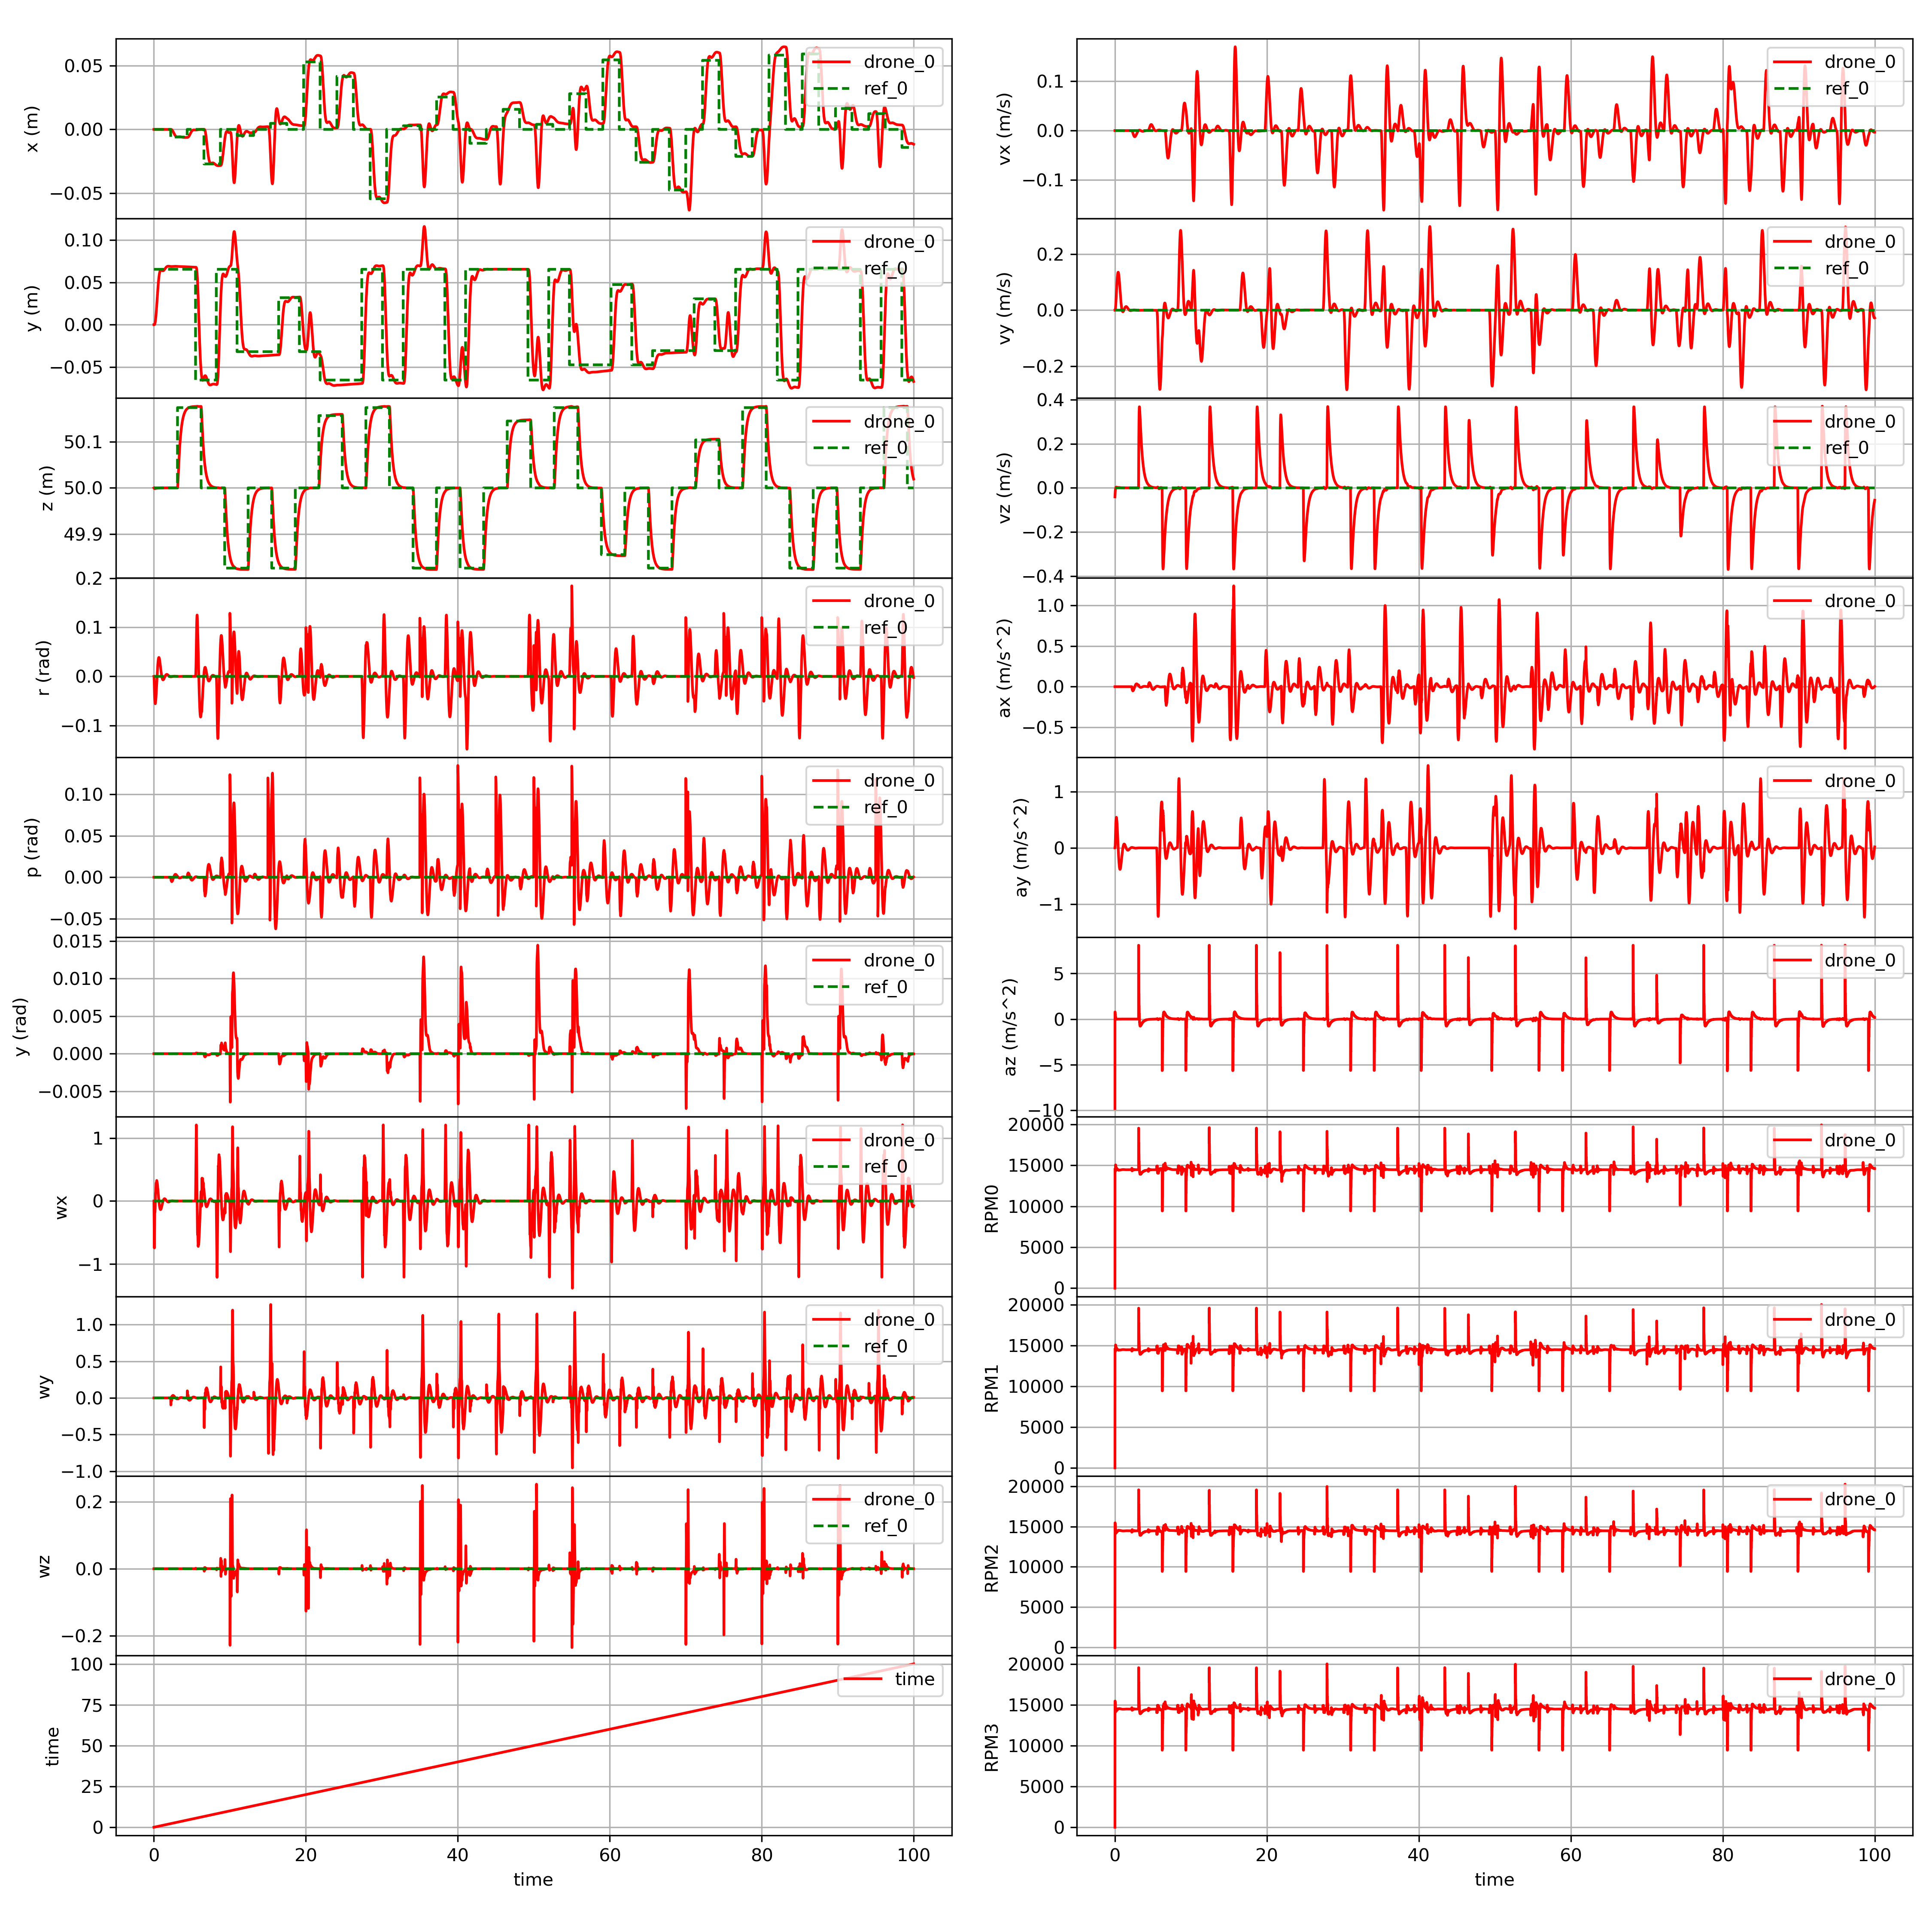 0.05
0.00
−0.05
x (m)
drone_0
ref_0
0.10
0.05
0.00
−0.05
y (m)
drone_0
ref_0
50.1
50.0
49.9
z (m)
drone_0
ref_0
0.2
0.1
0.0
−0.1
r (rad)
drone_0
ref_0
0.10
0.05
0.00
−0.05
p (rad)
drone_0
ref_0
0.015
0.010
0.005
0.000
−0.005
y (rad)
drone_0
ref_0
1
0
−1
wx
drone_0
ref_0
1.0
0.5
0.0
−0.5
−1.0
wy
drone_0
ref_0
0.2
0.0
−0.2
wz
drone_0
ref_0
100
75
50
25
0
time
time
0 20 40 60 80 100
time
0.1
0.0
−0.1
vx (m/s)
drone_0
ref_0
0.2
0.0
−0.2
vy (m/s)
drone_0
ref_0
0.4
0.2
0.0
−0.2
−0.4
vz (m/s)
drone_0
ref_0
1.0
0.5
0.0
−0.5
ax (m/s^2)
drone_0
1
0
−1
ay (m/s^2)
drone_0
5
0
−5
−10
az (m/s^2)
drone_0
20000
15000
10000
5000
0
RPM0
drone_0
20000
15000
10000
5000
0
RPM1
drone_0
20000
15000
10000
5000
0
RPM2
drone_0
20000
15000
10000
5000
0
RPM3
drone_0
0 20 40 60 80 100
time